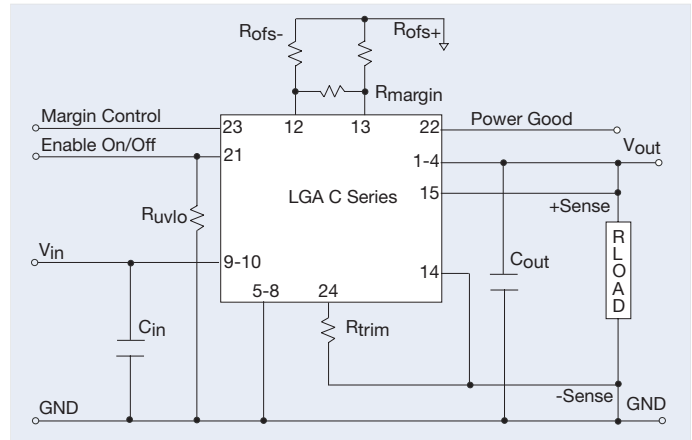 Rofs-
Rofs+
Rmargin
Margin Control
23
12
13
22
Power Good
Enable On/Off
21
1-4
Vout
LGA C Series
15
+Sense
Ruvlo
Vin
9-10
14
Cout
RLOAD
5-8
24
Cin
Rtrim
-Sense
GND
GND